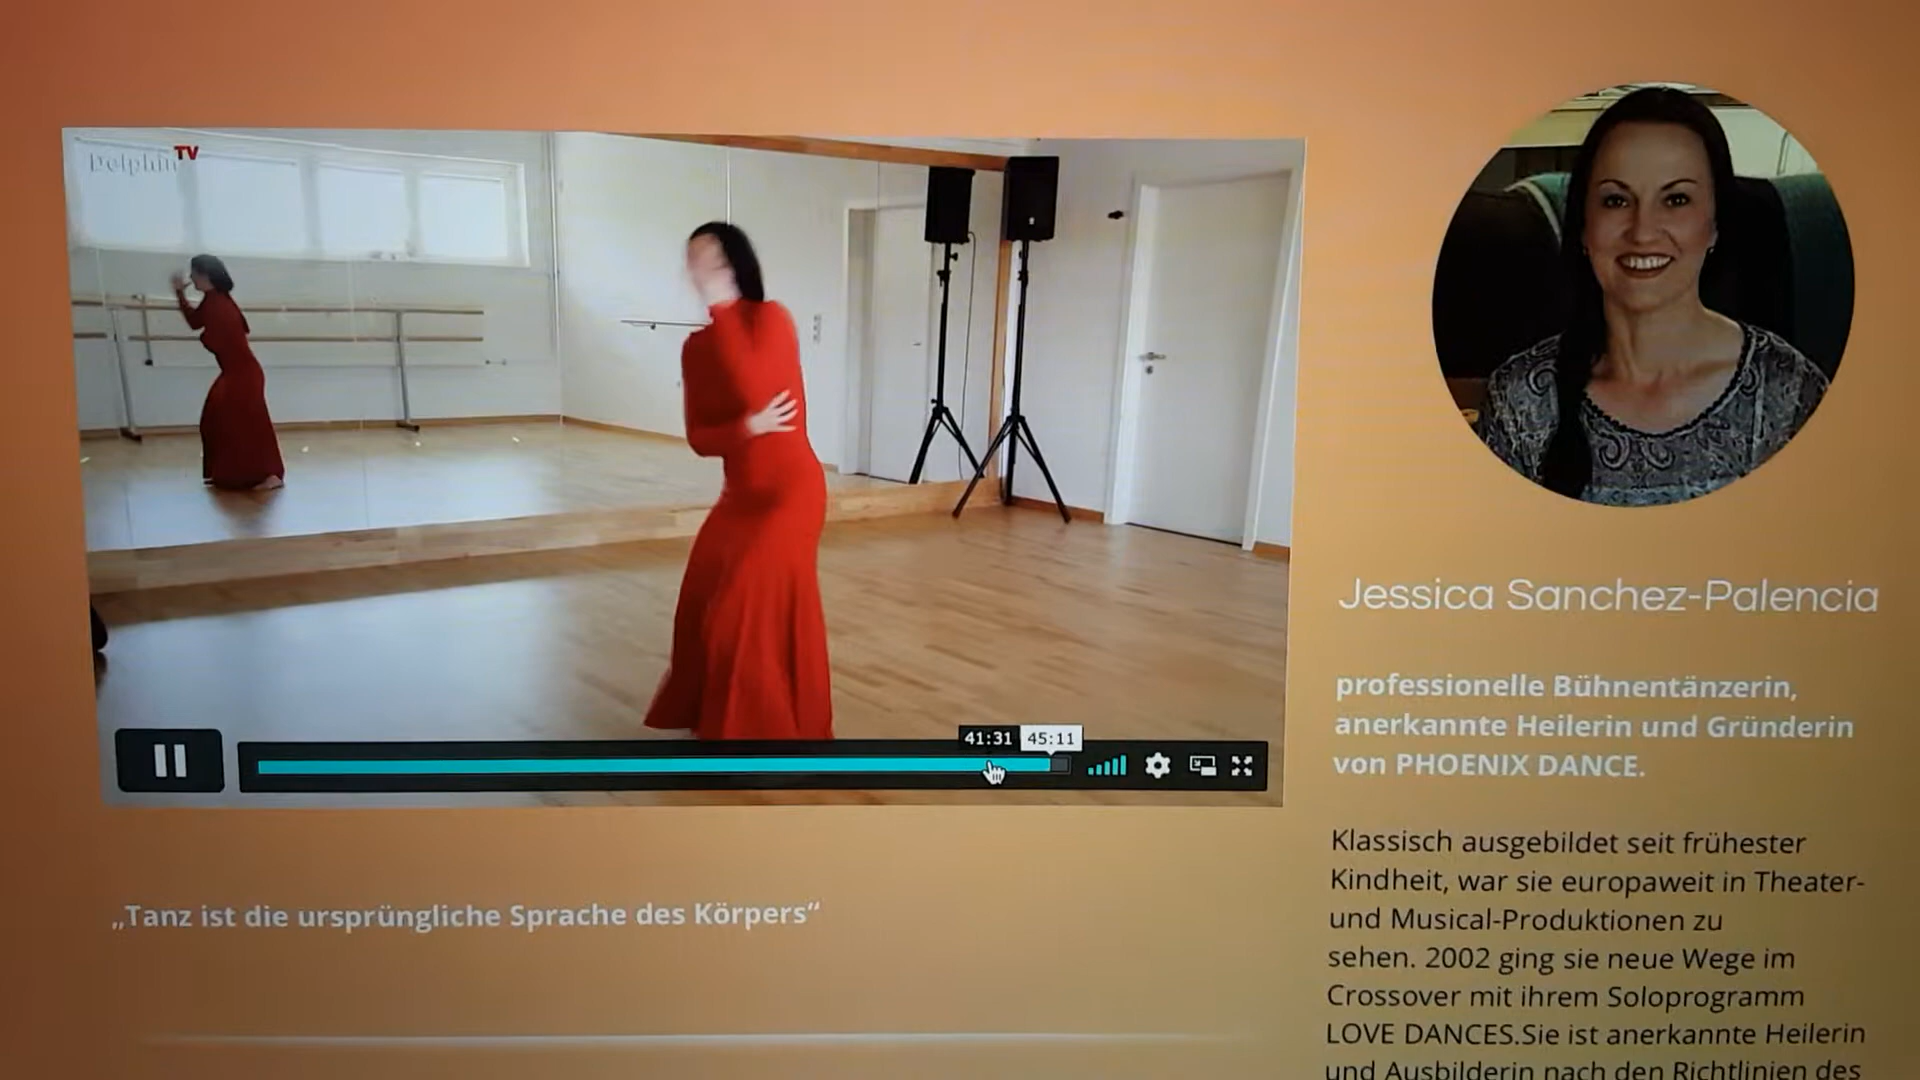 Delphin TV
41:31 45:11
„Tanz ist die ursprüngliche Sprache des Körpers“
Jessica Sanchez-Palencia
professionelle Bühnentänzerin,
anerkannte Heilerin und Gründerin
von PHOENIX DANCE.
Klassisch ausgebildet seit frühester
Kindheit, war sie europaweit in Theater-
und Musical-Produktionen zu
sehen. 2002 ging sie neue Wege im
Crossover mit ihrem Soloprogramm
LOVE DANCES.Sie ist anerkannte Heilerin
und Ausbilderin nach den Richtlinien des